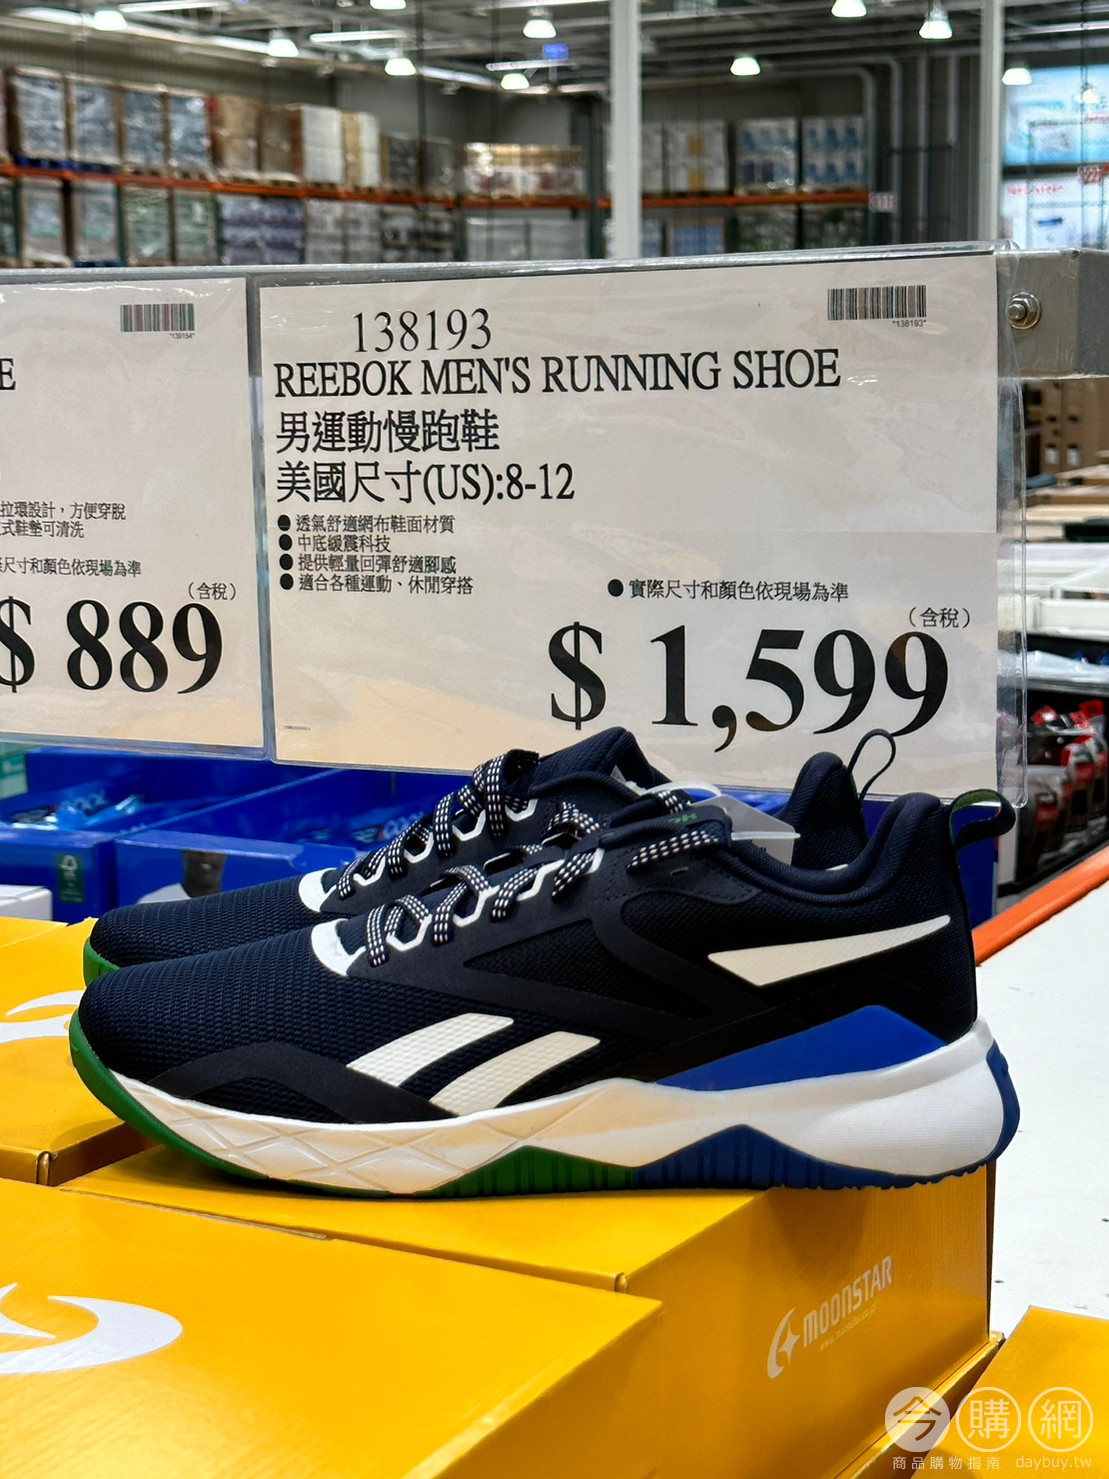 E
拉環設計，方便穿脫
式鞋墊可清洗
尺寸和顏色依現場為準
(含稅)
$ 889
"138193"
138193
REEBOK MEN'S RUNNING SHOE
男運動慢跑鞋
美國尺寸(US):8-12
● 透氣舒適網布鞋面材質
● 中底緩震科技
● 提供輕量回彈舒適腳感
● 適合各種運動、休閒穿搭
● 實際尺寸和顏色依現場為準
(含稅)
$ 1,599
MOONSTAR
今購網
商品購物指南 daybuy.tw